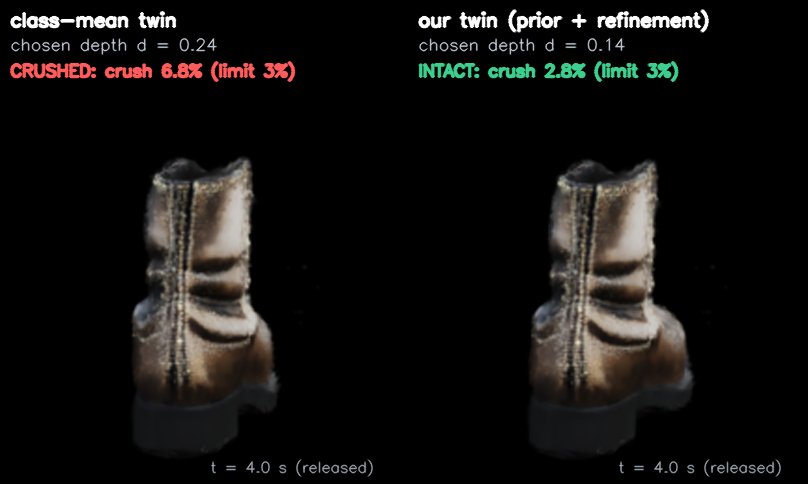 class-mean twin
chosen depth d = 0.24
CRUSHED: crush 6.8% (limit 3%)
our twin (prior + refinement)
chosen depth d = 0.14
INTACT: crush 2.8% (limit 3%)
t = 4.0 s (released)
t = 4.0 s (released)